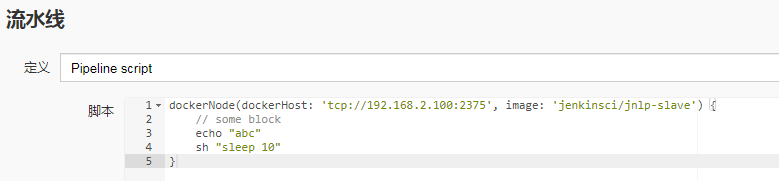 流水线
定义 Pipeline script
脚本
1 dockerNode(dockerHost: 'tcp://192.168.2.100:2375', image: 'jenkinsci/jnlp-slave') {
2 // some block
3 echo "abc"
4 sh "sleep 10"
5 }